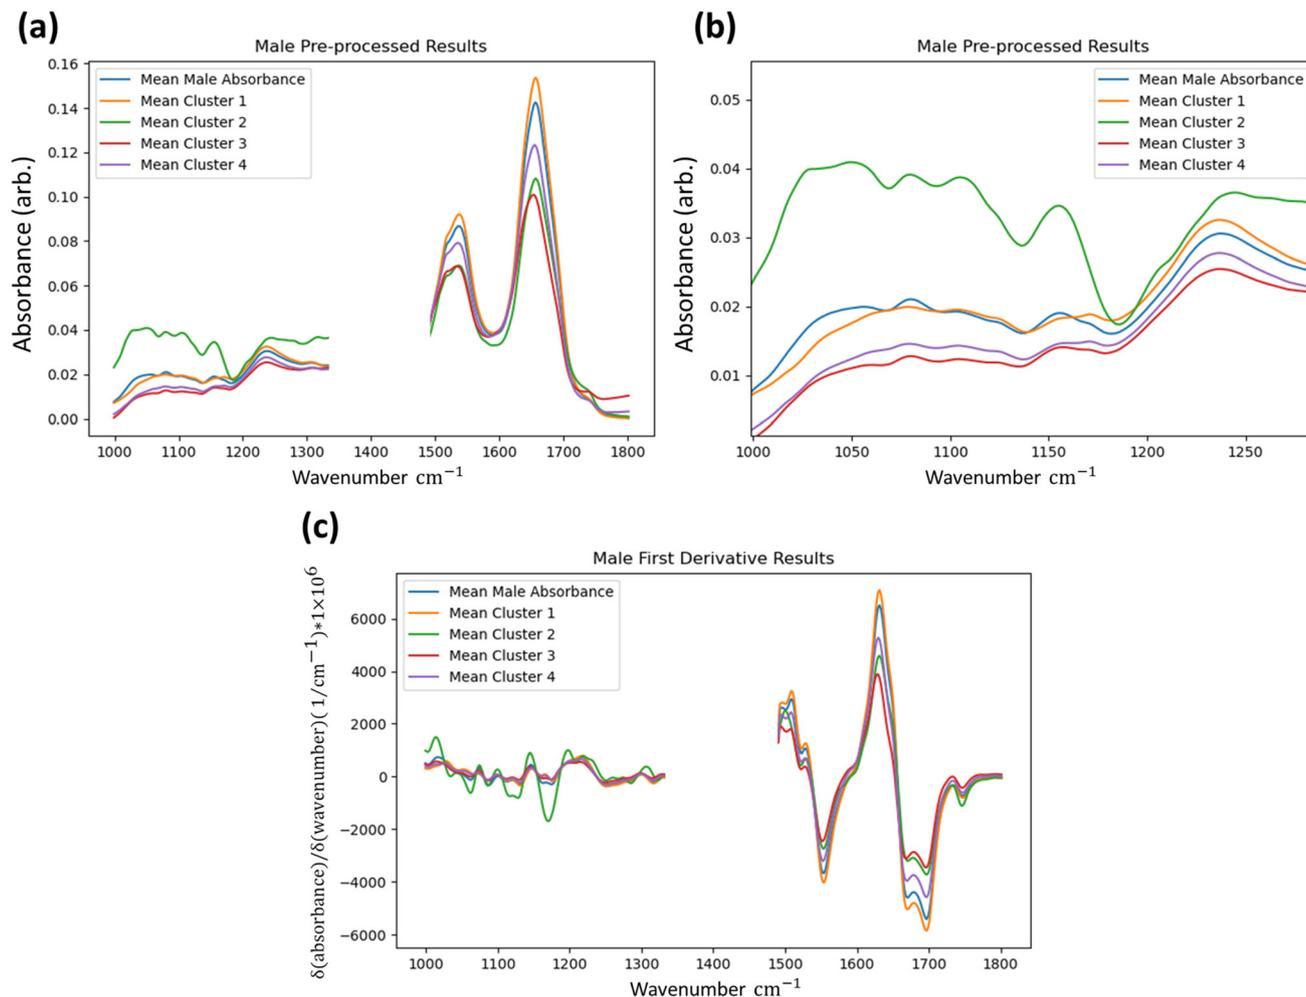 (a)
Male Pre-processed Results
Absorbance (arb.)
0.16
0.14
0.12
0.10
0.08
0.06
0.04
0.02
0.00
Mean Male Absorbance
Mean Cluster 1
Mean Cluster 2
Mean Cluster 3
Mean Cluster 4
1000 1100 1200 1300 1400 1500 1600 1700 1800
Wavenumber cm⁻¹
(b)
Male Pre-processed Results
Absorbance (arb.)
0.05
0.04
0.03
0.02
0.01
Mean Male Absorbance
Mean Cluster 1
Mean Cluster 2
Mean Cluster 3
Mean Cluster 4
1000 1050 1100 1150 1200 1250
Wavenumber cm⁻¹
(c)
Male First Derivative Results
δ(absorbance)/δ(wavenumber)(1/cm⁻¹)*1×10⁶
6000
4000
2000
0
−2000
−4000
−6000
Mean Male Absorbance
Mean Cluster 1
Mean Cluster 2
Mean Cluster 3
Mean Cluster 4
1000 1100 1200 1300 1400 1500 1600 1700 1800
Wavenumber cm⁻¹